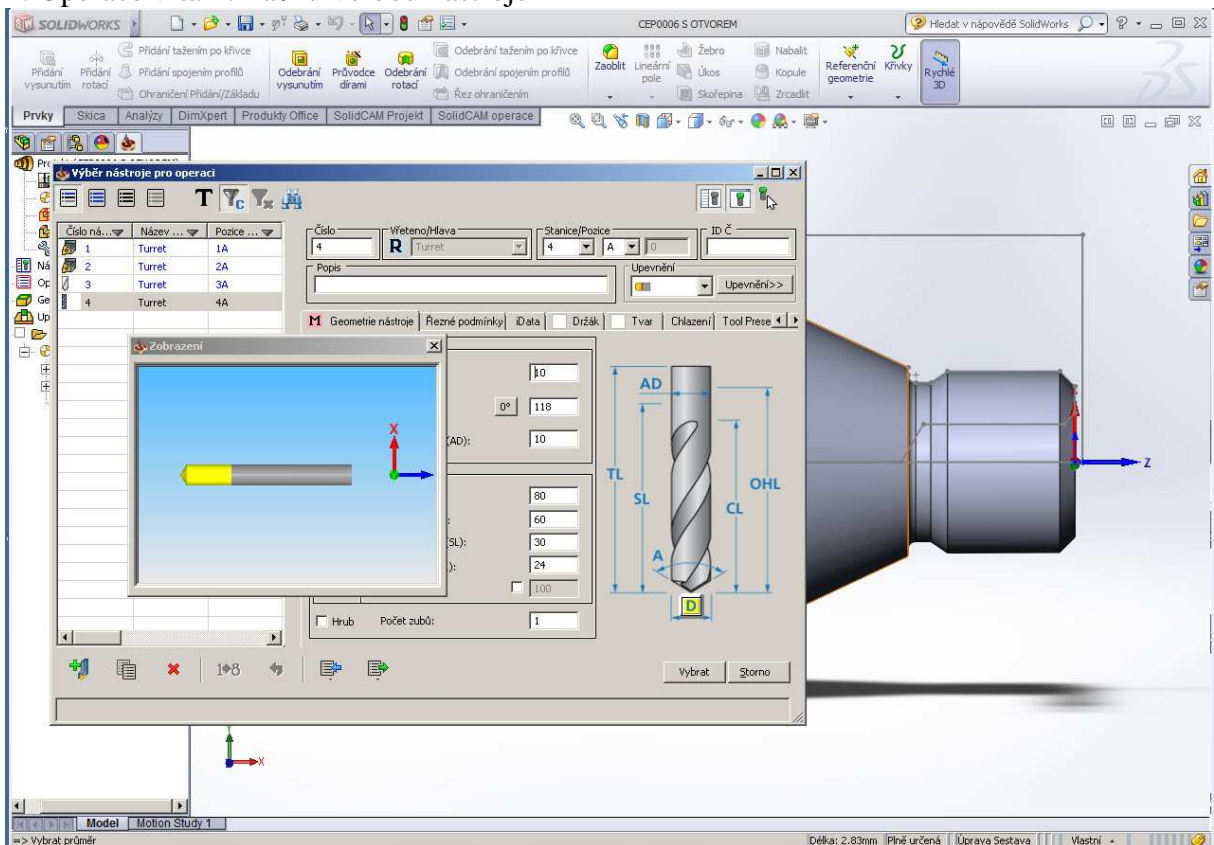 SOLIDWORKS
CEP0006 S OTVOREM
Hledat v nápovědě SolidWorks
Přidání vysunutím
Přidání rotací
Přidání tažením po křivce
Přidání spojením profilů
Ohraničení Přidání/Základu
Odebrání vysunutím
Průvodce dírami
Odebrání rotací
Odebrání tažením po křivce
Odebrání spojením profilů
Řez ohraničením
Zaoblit
Lineární pole
Žebro
Úkos
Skořepina
Nabalit
Kopule
Zrcadlit
Referenční geometrie
Křivky
Rychlé 3D
Prvky
Skica
Analýzy
DimXpert
Produkty Office
SolidCAM Projekt
SolidCAM operace
Výběr nástroje pro operaci
Číslo ná...
Název ...
Pozice ...
1 Turret 1A
2 Turret 2A
3 Turret 3A
4 Turret 4A
Číslo
4
Vřeteno/Hlava
R Turret
Stanice/Pozice
4 A 0
ID Č
Popis
Upevnění
Upevnění>>
M Geometrie nástroje
Řezné podmínky
iData
Držák
Tvar
Chlazení
Tool Prese
Zobrazení
X
10
0° 118
(AD): 10
80
60
(SL): 30
24
100
Hrub
Počet zubů: 1
AD
TL
SL
OHL
CL
A
D
1 8
Vybrat
Storno
Z
X
Model
Motion Study 1
=> Vybrat průměr
Délka: 2.83mm
Plně určená
Úprava Sestava
Vlastní